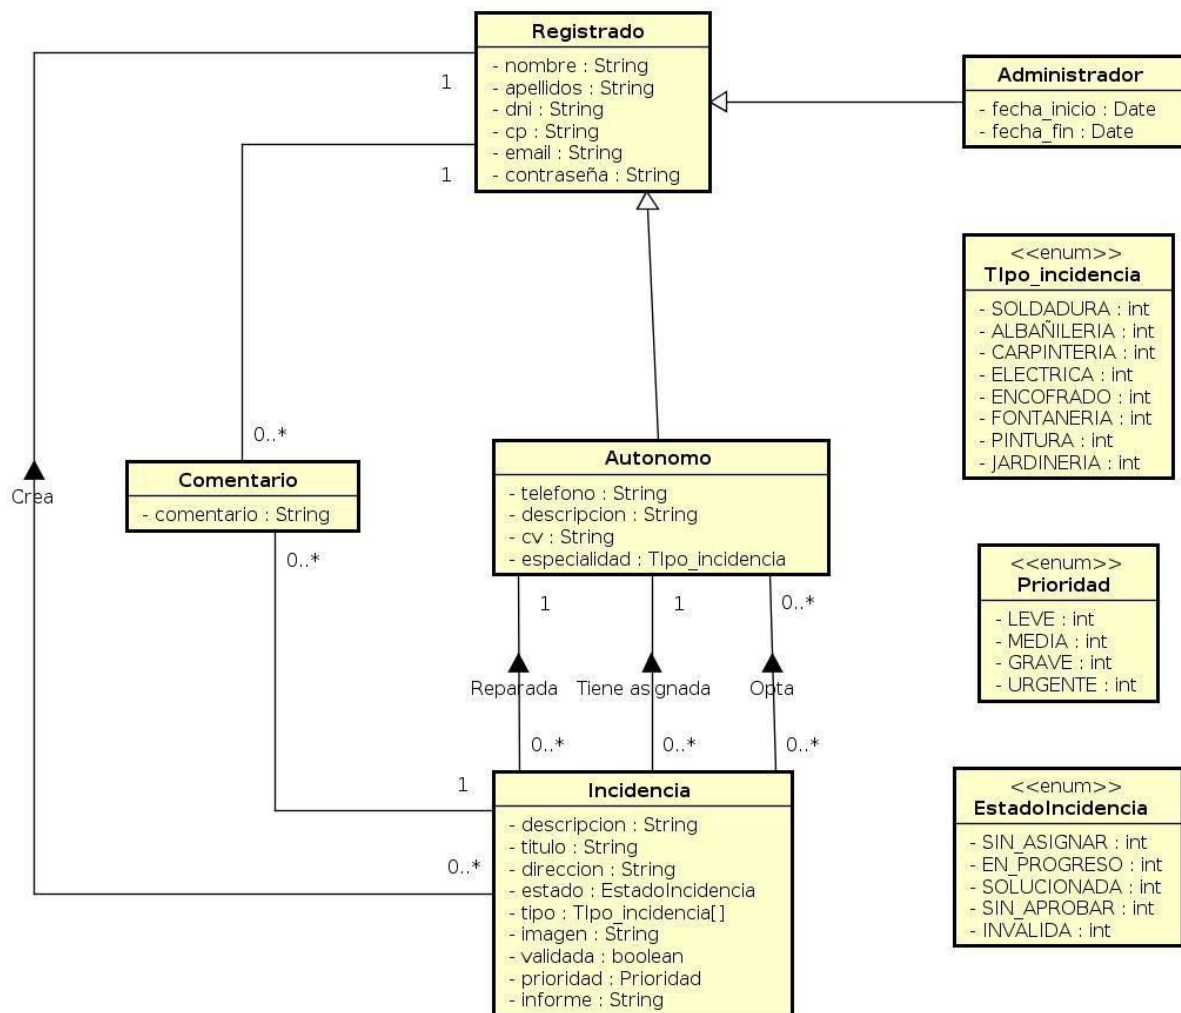 Registrado
- nombre : String
- apellidos : String
- dni : String
- cp : String
- email : String
- contraseña : String
1
1
Administrador
- fecha_inicio : Date
- fecha_fin : Date
<<enum>>
TIpo_incidencia
- SOLDADURA : int
- ALBAÑILERIA : int
- CARPINTERIA : int
- ELECTRICA : int
- ENCOFRADO : int
- FONTANERIA : int
- PINTURA : int
- JARDINERIA : int
Crea
0..*
Comentario
- comentario : String
0..*
Autonomo
- telefono : String
- descripcion : String
- cv : String
- especialidad : TIpo_incidencia
1
1
0..*
Reparada
Tiene asignada
Opta
0..*
0..*
0..*
<<enum>>
Prioridad
- LEVE : int
- MEDIA : int
- GRAVE : int
- URGENTE : int
1
0..*
Incidencia
- descripcion : String
- titulo : String
- direccion : String
- estado : EstadoIncidencia
- tipo : TIpo_incidencia[]
- imagen : String
- validada : boolean
- prioridad : Prioridad
- informe : String
<<enum>>
EstadoIncidencia
- SIN_ASIGNAR : int
- EN_PROGRESO : int
- SOLUCIONADA : int
- SIN_APROBAR : int
- INVALIDA : int